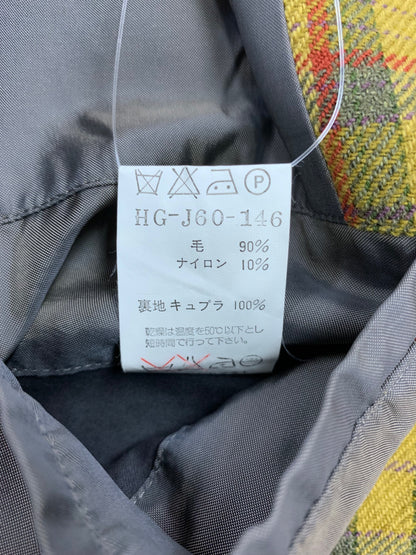 HG-J60-146
毛 90%
ナイロン 10%
裏地 キュプラ 100%
乾燥は温度を60℃以下とし
短時間で行って下さい。